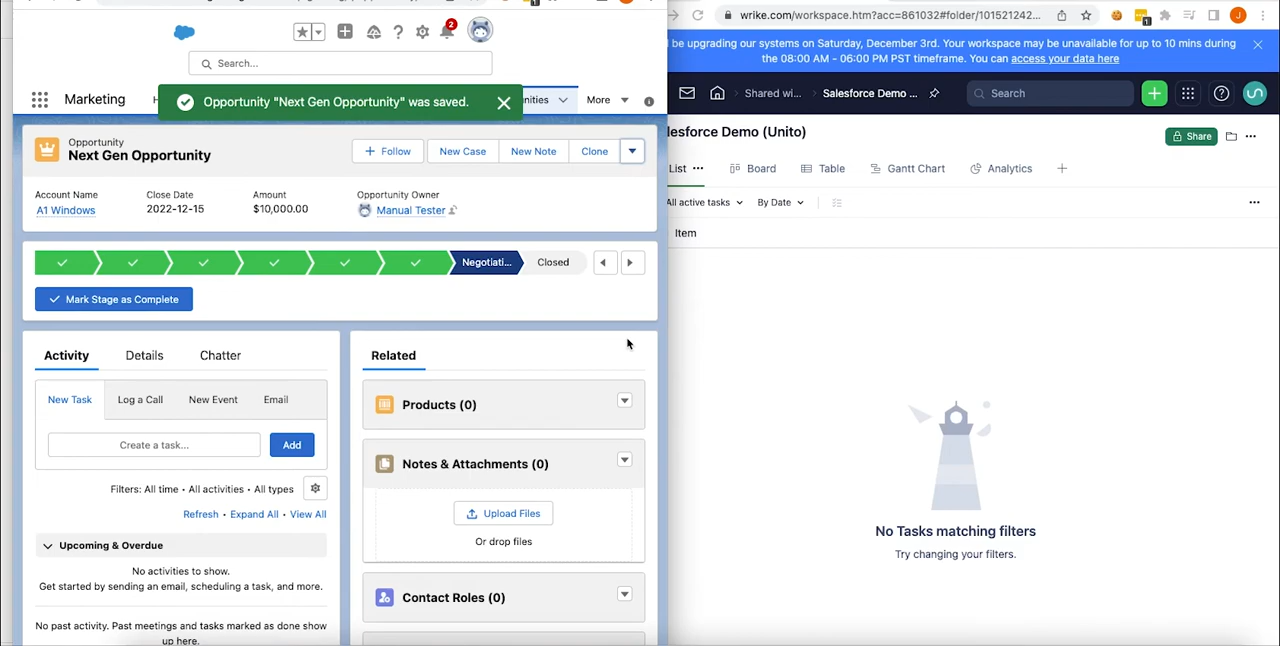 2
Search...
Marketing
Opportunity "Next Gen Opportunity" was saved.
nities
More
Opportunity
Next Gen Opportunity
Follow
New Case
New Note
Clone
Account Name
Close Date
Amount
Opportunity Owner
A1 Windows
2022-12-15
$10,000.00
Manual Tester
Negotiati...
Closed
Mark Stage as Complete
Activity
Details
Chatter
New Task
Log a Call
New Event
Email
Create a task...
Add
Filters: All time • All activities • All types
Refresh • Expand All • View All
Upcoming & Overdue
No activities to show.
Get started by sending an email, scheduling a task, and more.
No past activity. Past meetings and tasks marked as done show
up here.
Related
Products (0)
Notes & Attachments (0)
Upload Files
Or drop files
Contact Roles (0)
wrike.com/workspace.htm?acc=861032#folder/101521242...
1
J
be upgrading our systems on Saturday, December 3rd. Your workspace may be unavailable for up to 10 mins during
the 08:00 AM - 06:00 PM PST timeframe. You can access your data here
Shared wi...
Salesforce Demo ...
Search
lesforce Demo (Unito)
Share
List
Board
Table
Gantt Chart
Analytics
All active tasks
By Date
Item
No Tasks matching filters
Try changing your filters.